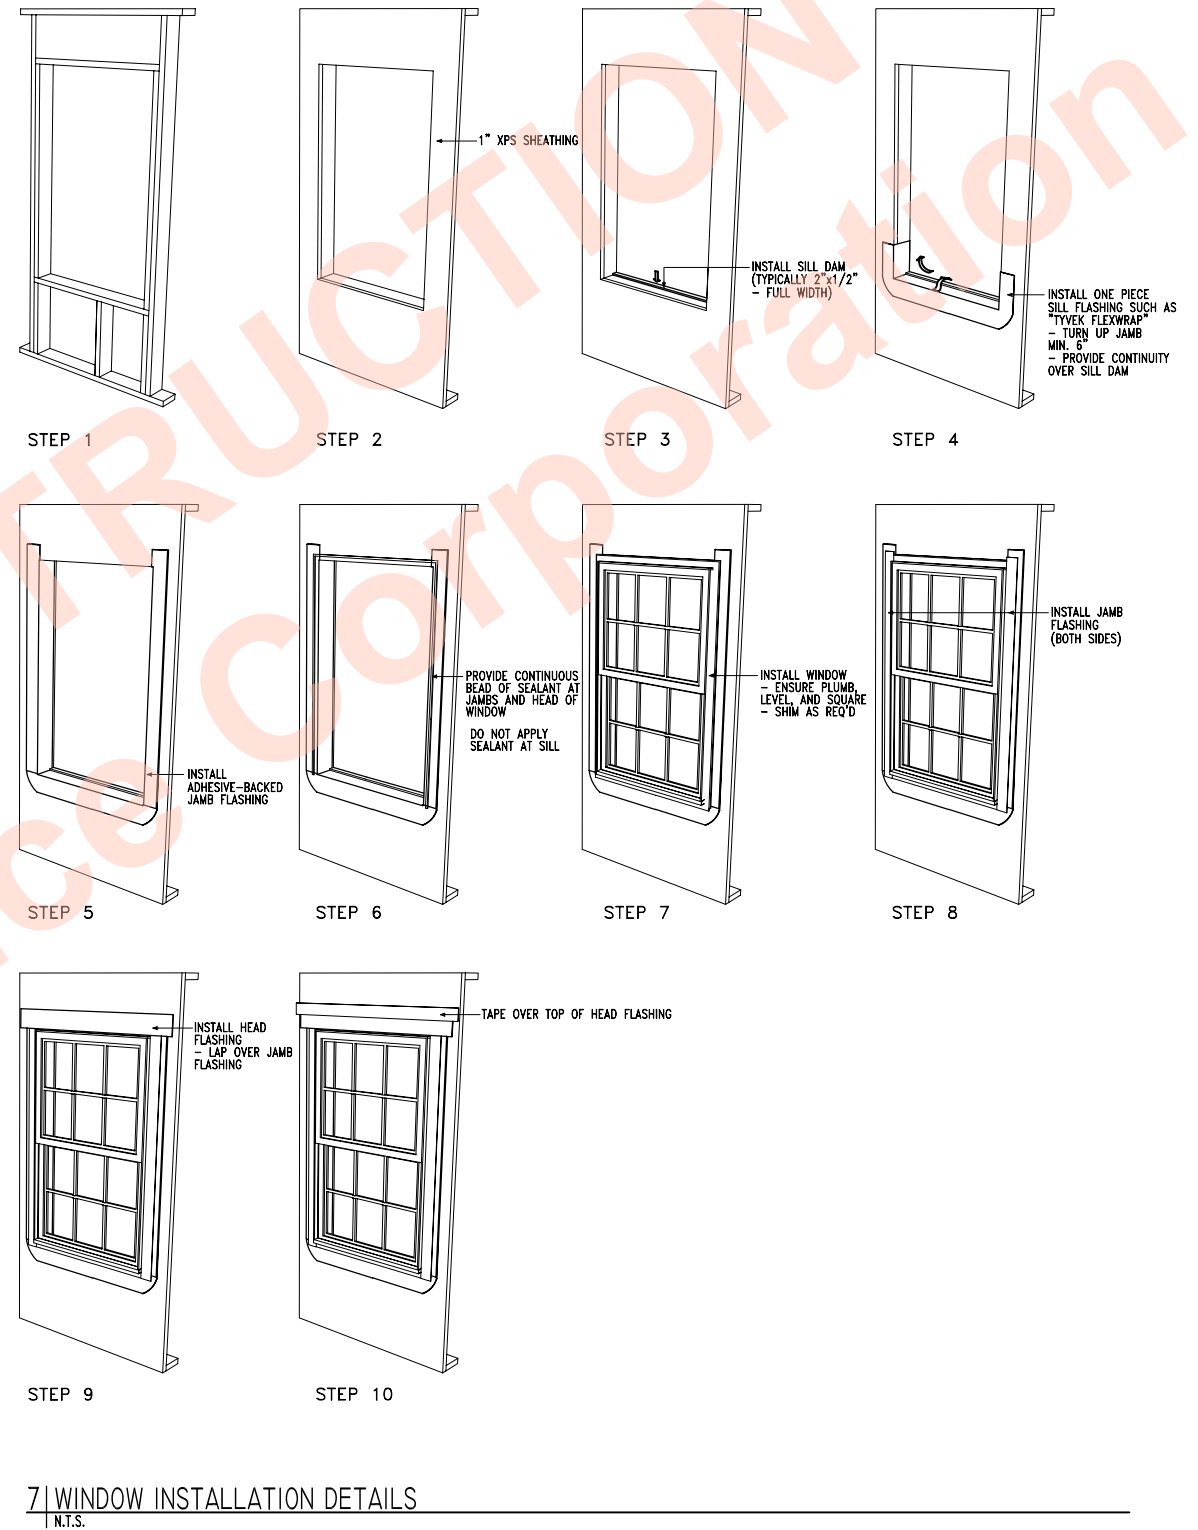 1" XPS SHEATHING
INSTALL SILL DAM
(TYPICALLY 2"x1/2"
– FULL WIDTH)
INSTALL ONE PIECE
SILL FLASHING SUCH AS
"TYVEK FLEXWRAP"
– TURN UP JAMB
MIN. 6"
– PROVIDE CONTINUITY
OVER SILL DAM
STEP 1
STEP 2
STEP 3
STEP 4
INSTALL
ADHESIVE–BACKED
JAMB FLASHING
PROVIDE CONTINUOUS
BEAD OF SEALANT AT
JAMBS AND HEAD OF
WINDOW
DO NOT APPLY
SEALANT AT SILL
INSTALL WINDOW
– ENSURE PLUMB,
LEVEL, AND SQUARE
– SHIM AS REQ'D
INSTALL JAMB
FLASHING
(BOTH SIDES)
STEP 5
STEP 6
STEP 7
STEP 8
INSTALL HEAD
FLASHING
– LAP OVER JAMB
FLASHING
TAPE OVER TOP OF HEAD FLASHING
STEP 9
STEP 10
7 WINDOW INSTALLATION DETAILS
N.T.S.
TRUCTION
ce Corporation